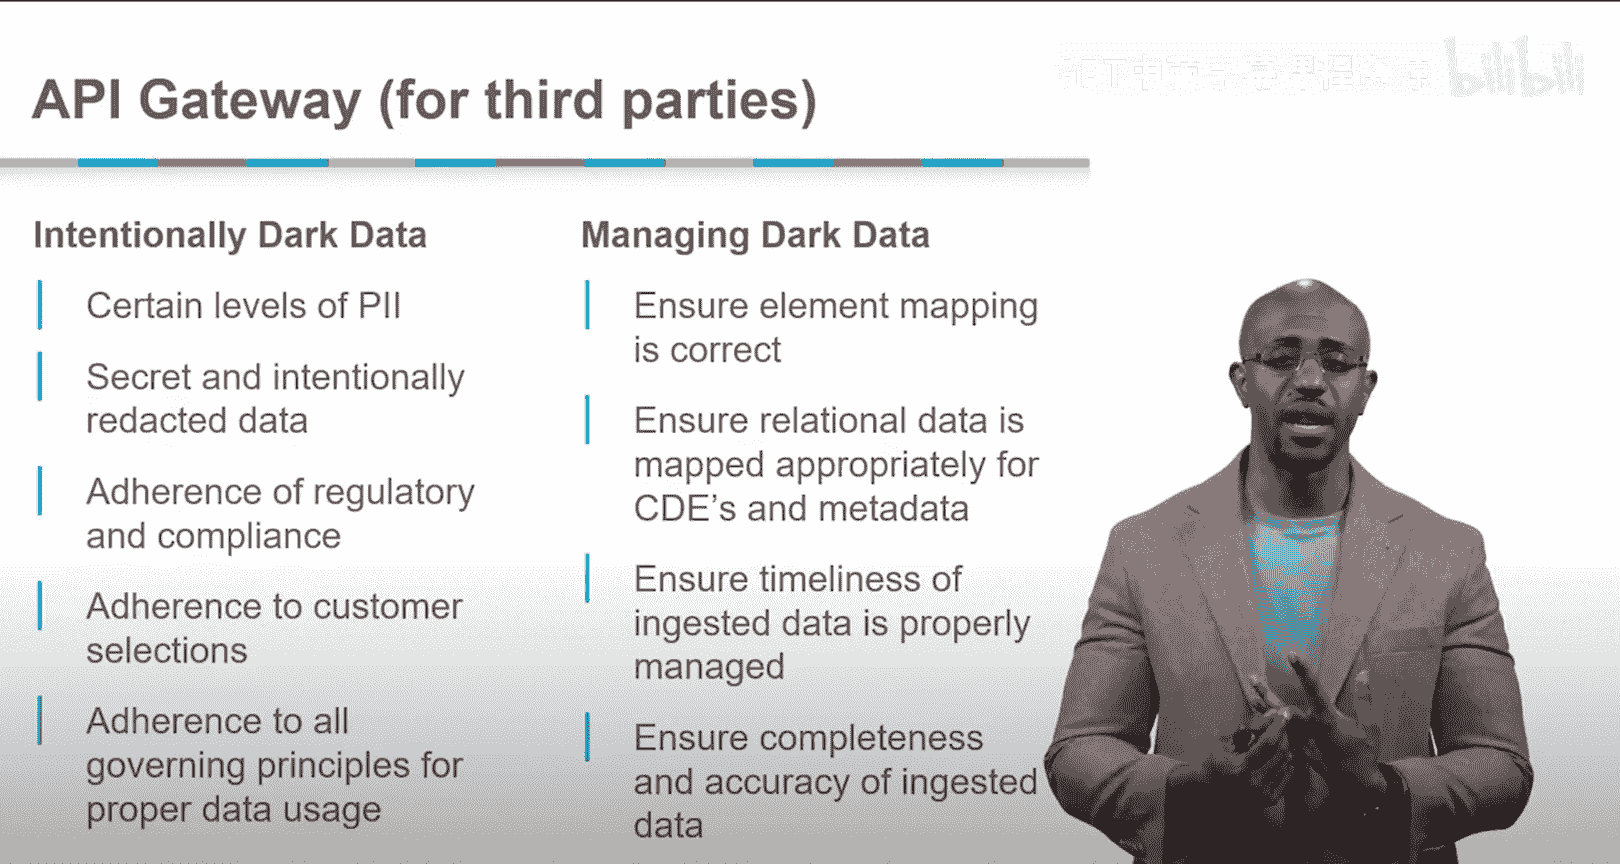 API Gateway (for third parties)
Intentionally Dark Data
Certain levels of PII
Secret and intentionally
redacted data
Adherence of regulatory
and compliance
Adherence to customer
selections
Adherence to all
governing principles for
proper data usage
Managing Dark Data
Ensure element mapping
is correct
Ensure relational data is
mapped appropriately for
CDE’s and metadata
Ensure timeliness of
ingested data is properly
managed
Ensure completeness
and accuracy of ingested
data
bilibili